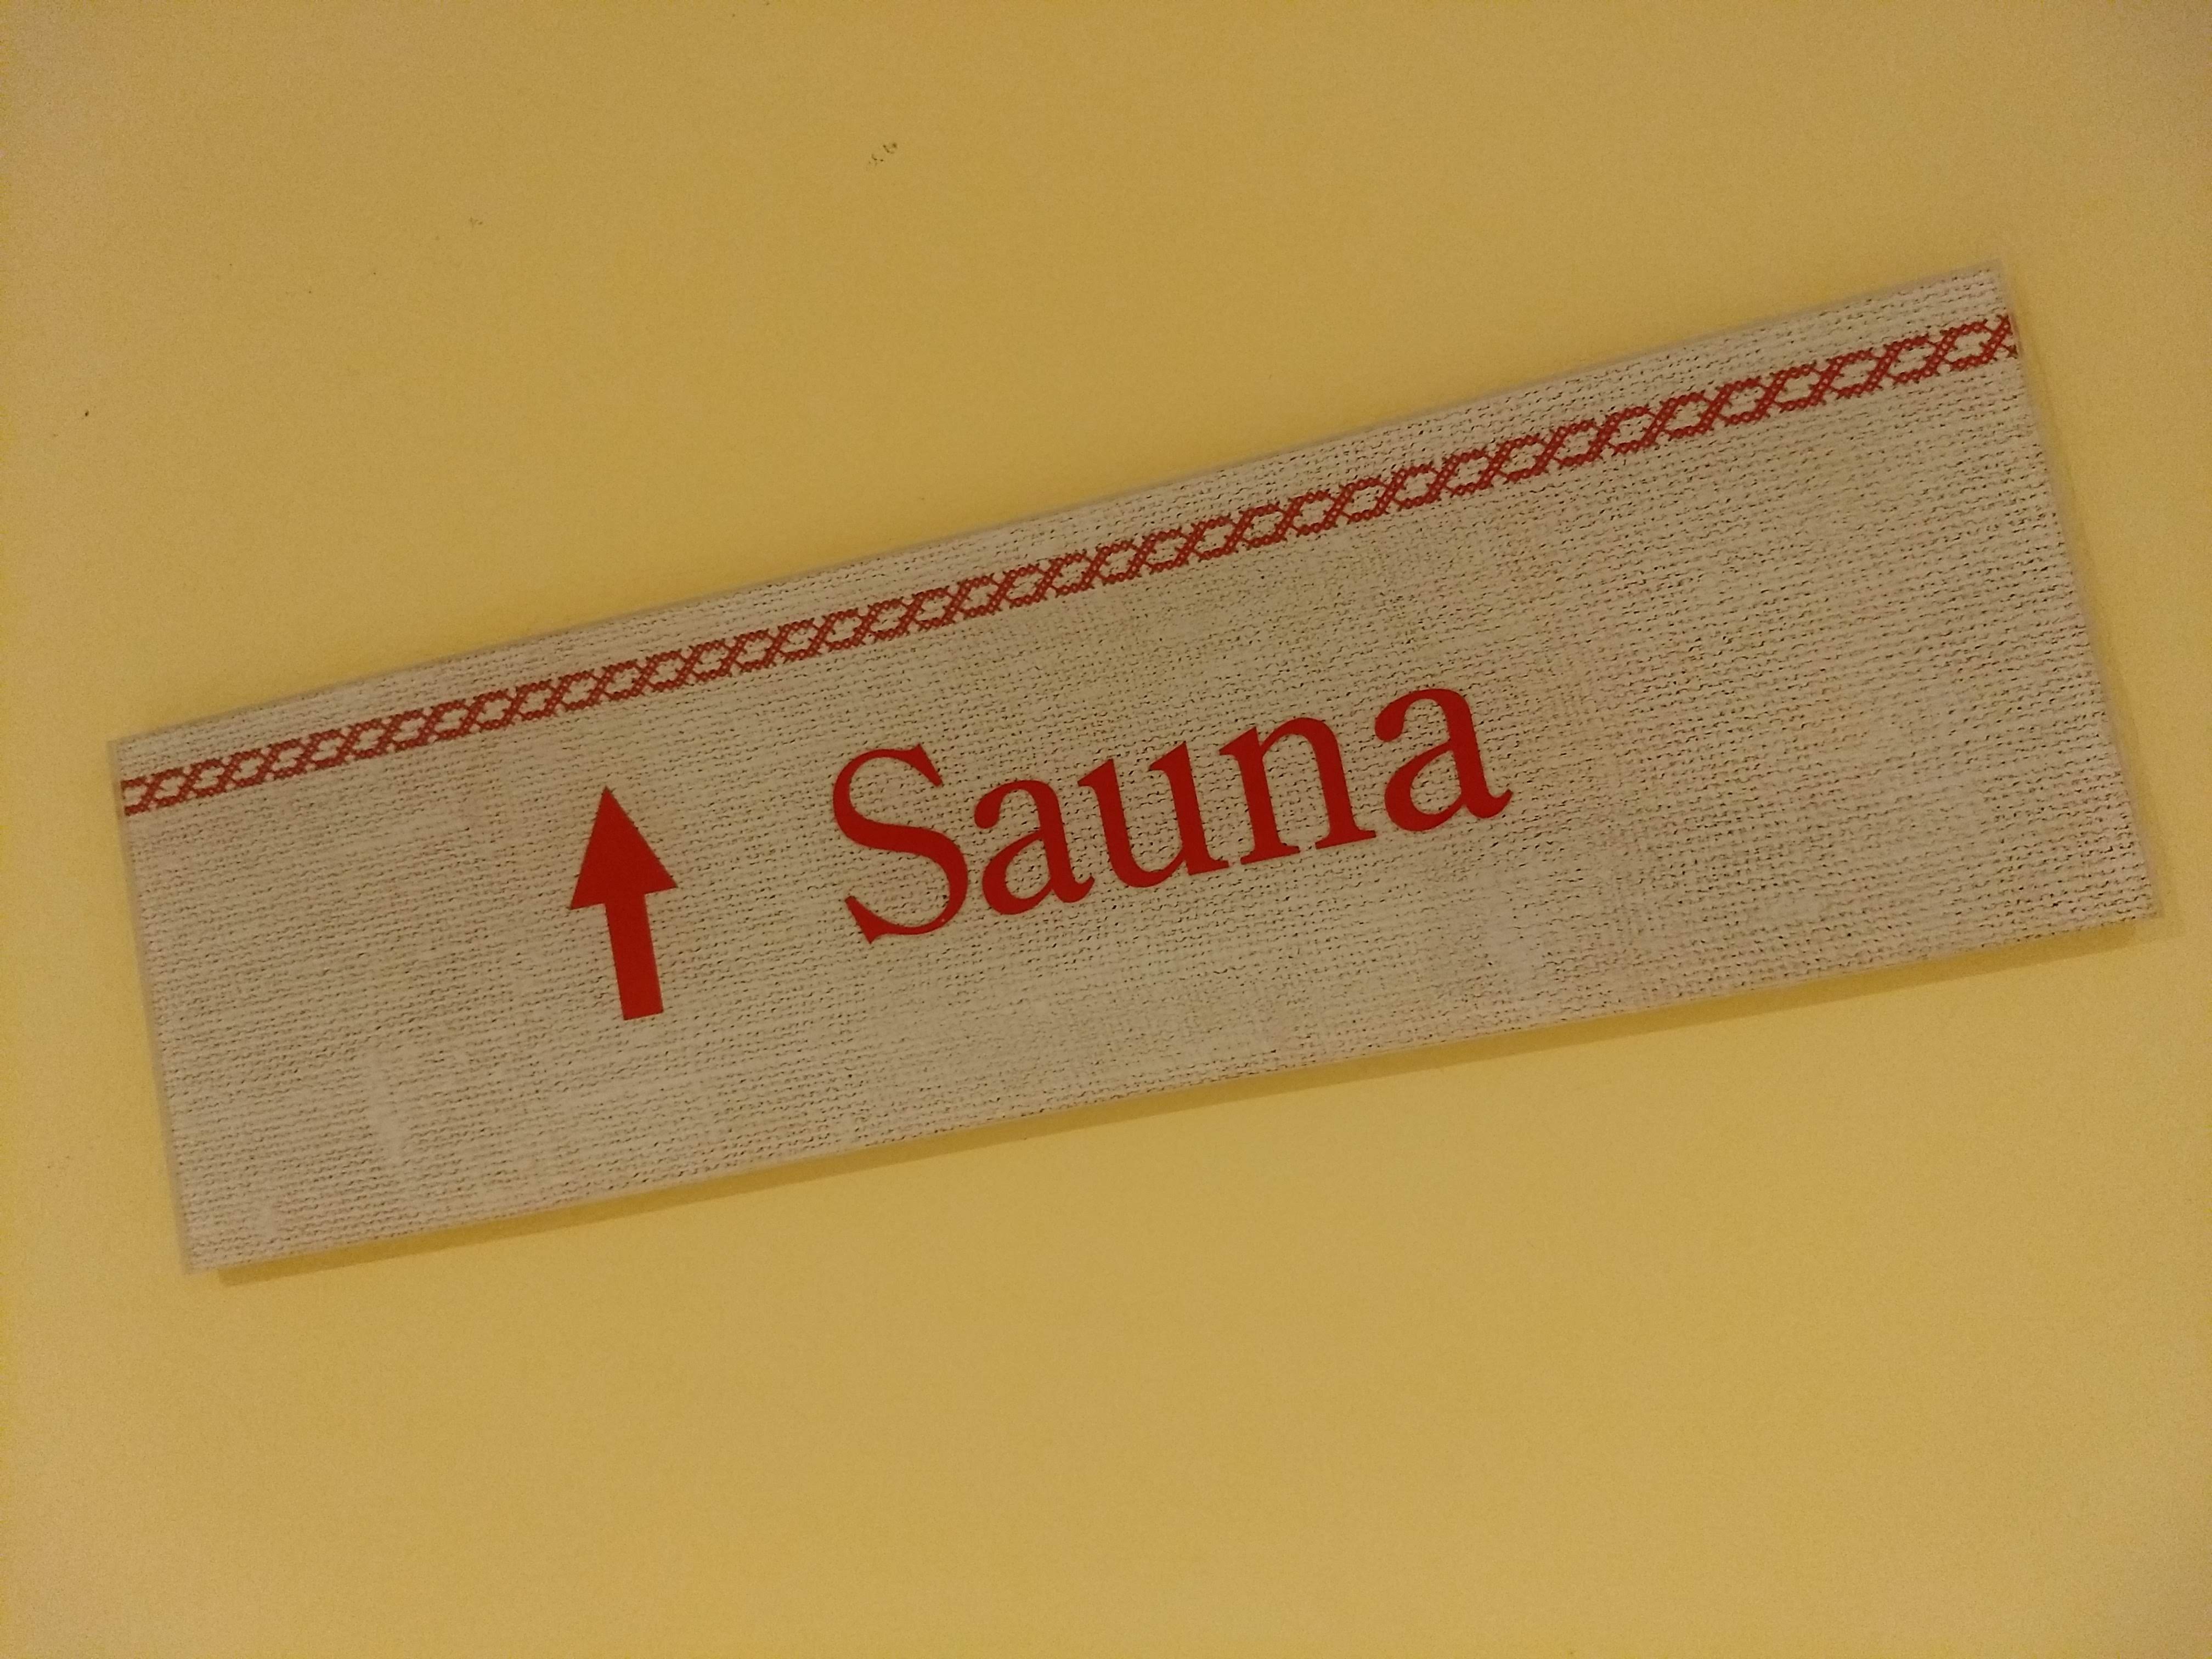 ↑ Sauna